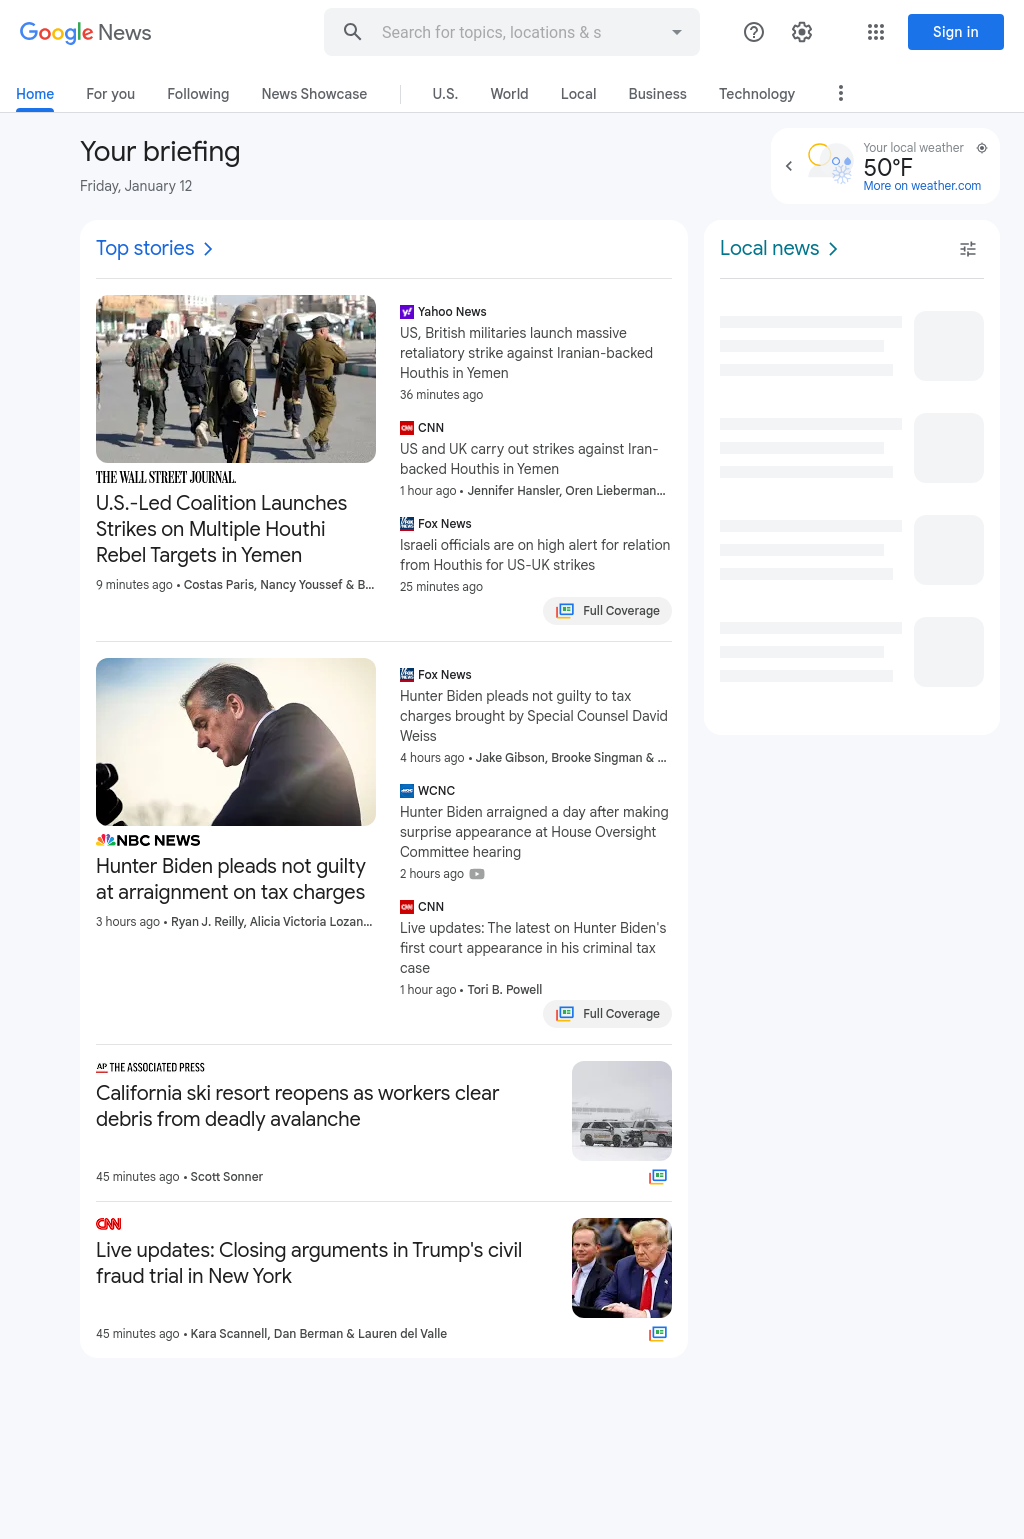 Google News
Search for topics, locations & s
Sign in
Home
For you
Following
News Showcase
U.S.
World
Local
Business
Technology
Your briefing
Friday, January 12
Your local weather
50°F
More on weather.com
Top stories
THE WALL STREET JOURNAL.
U.S.-Led Coalition Launches
Strikes on Multiple Houthi
Rebel Targets in Yemen
9 minutes ago • Costas Paris, Nancy Youssef & B...
Yahoo News
US, British militaries launch massive
retaliatory strike against Iranian-backed
Houthis in Yemen
36 minutes ago
CNN
US and UK carry out strikes against Iran-
backed Houthis in Yemen
1 hour ago • Jennifer Hansler, Oren Lieberman...
Fox News
Israeli officials are on high alert for relation
from Houthis for US-UK strikes
25 minutes ago
Full Coverage
NBC NEWS
Hunter Biden pleads not guilty
at arraignment on tax charges
3 hours ago • Ryan J. Reilly, Alicia Victoria Lozan...
Fox News
Hunter Biden pleads not guilty to tax
charges brought by Special Counsel David
Weiss
4 hours ago • Jake Gibson, Brooke Singman & ...
WCNC
Hunter Biden arraigned a day after making
surprise appearance at House Oversight
Committee hearing
2 hours ago
CNN
Live updates: The latest on Hunter Biden's
first court appearance in his criminal tax
case
1 hour ago • Tori B. Powell
Full Coverage
AP THE ASSOCIATED PRESS
California ski resort reopens as workers clear
debris from deadly avalanche
45 minutes ago • Scott Sonner
CNN
Live updates: Closing arguments in Trump's civil
fraud trial in New York
45 minutes ago • Kara Scannell, Dan Berman & Lauren del Valle
Local news